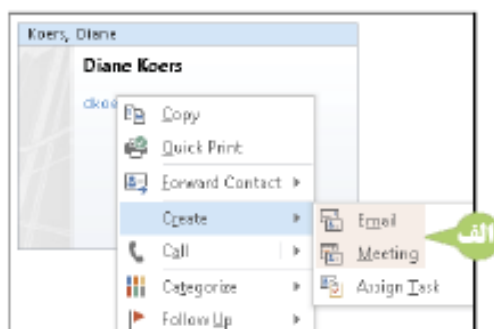 Koers, Diane
Diane Koers
Copy
Quick Print
Forward Contact
Create
Email
Call
Meeting
Categorize
Assign Task
Follow Up
الف